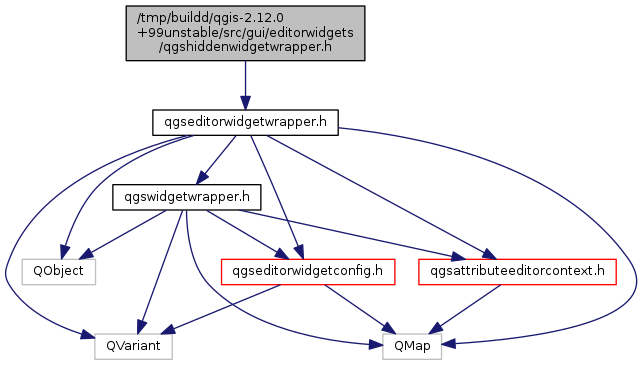 /tmp/buildd/qgis-2.12.0
+99unstable/src/gui/editorwidgets
/qgshiddenwidgetwrapper.h
qgseditorwidgetwrapper.h
qgswidgetwrapper.h
QObject
qgseditorwidgetconfig.h
qgsattributeeditorcontext.h
QVariant
QMap